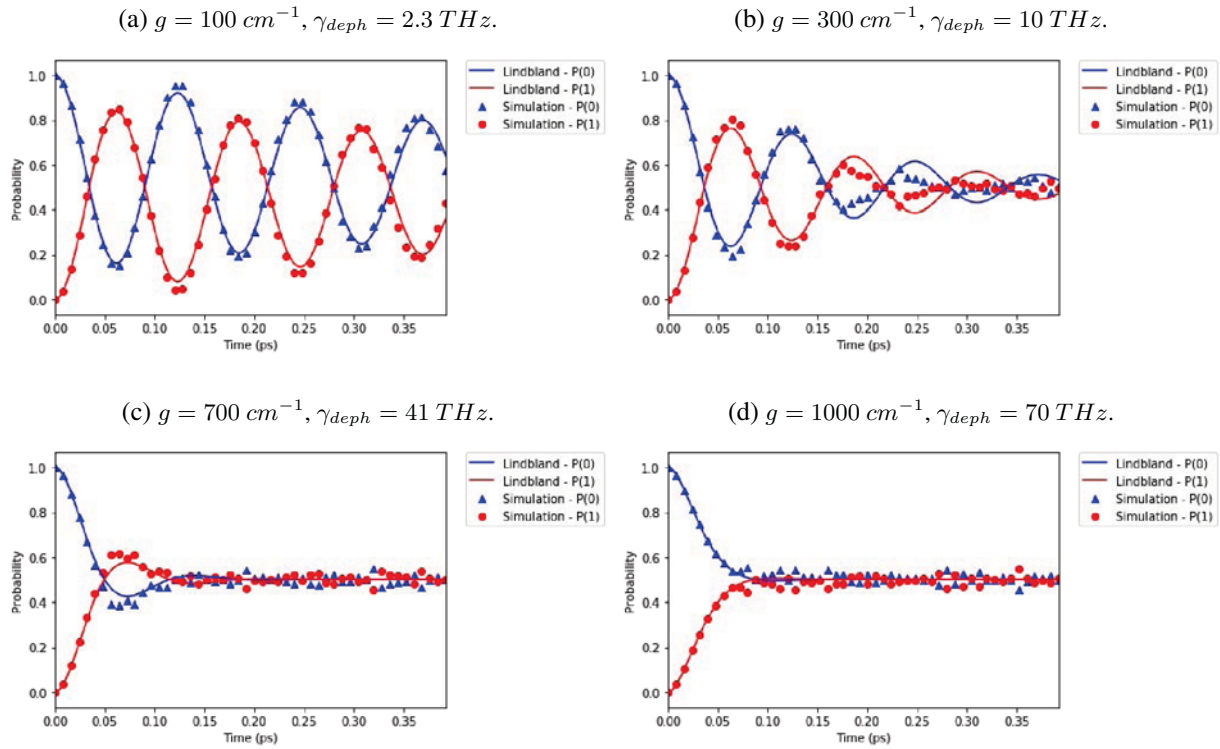 (a) g = 100 cm⁻¹, γ_deph = 2.3 THz.
Lindbland - P(0)
Lindbland - P(1)
Simulation - P(0)
Simulation - P(1)
Probability
1.0
0.8
0.6
0.4
0.2
0.0
0.00 0.05 0.10 0.15 0.20 0.25 0.30 0.35
Time (ps)
(b) g = 300 cm⁻¹, γ_deph = 10 THz.
Lindbland - P(0)
Lindbland - P(1)
Simulation - P(0)
Simulation - P(1)
Probability
1.0
0.8
0.6
0.4
0.2
0.0
0.00 0.05 0.10 0.15 0.20 0.25 0.30 0.35
Time (ps)
(c) g = 700 cm⁻¹, γ_deph = 41 THz.
Lindbland - P(0)
Lindbland - P(1)
Simulation - P(0)
Simulation - P(1)
Probability
1.0
0.8
0.6
0.4
0.2
0.0
0.00 0.05 0.10 0.15 0.20 0.25 0.30 0.35
Time (ps)
(d) g = 1000 cm⁻¹, γ_deph = 70 THz.
Lindbland - P(0)
Lindbland - P(1)
Simulation - P(0)
Simulation - P(1)
Probability
1.0
0.8
0.6
0.4
0.2
0.0
0.00 0.05 0.10 0.15 0.20 0.25 0.30 0.35
Time (ps)